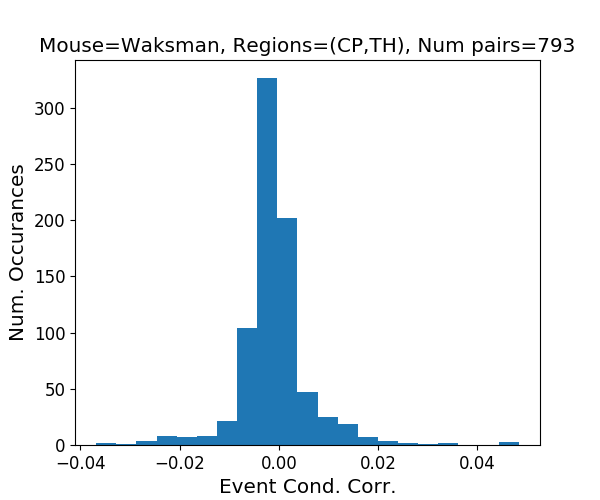 Mouse=Waksman, Regions=(CP,TH), Num pairs=793
Num. Occurances
300
250
200
150
100
50
0
−0.04 −0.02 0.00 0.02 0.04
Event Cond. Corr.